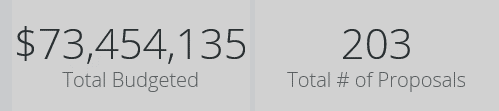 $73,454,135 203
Total Budgeted Total # of Proposals